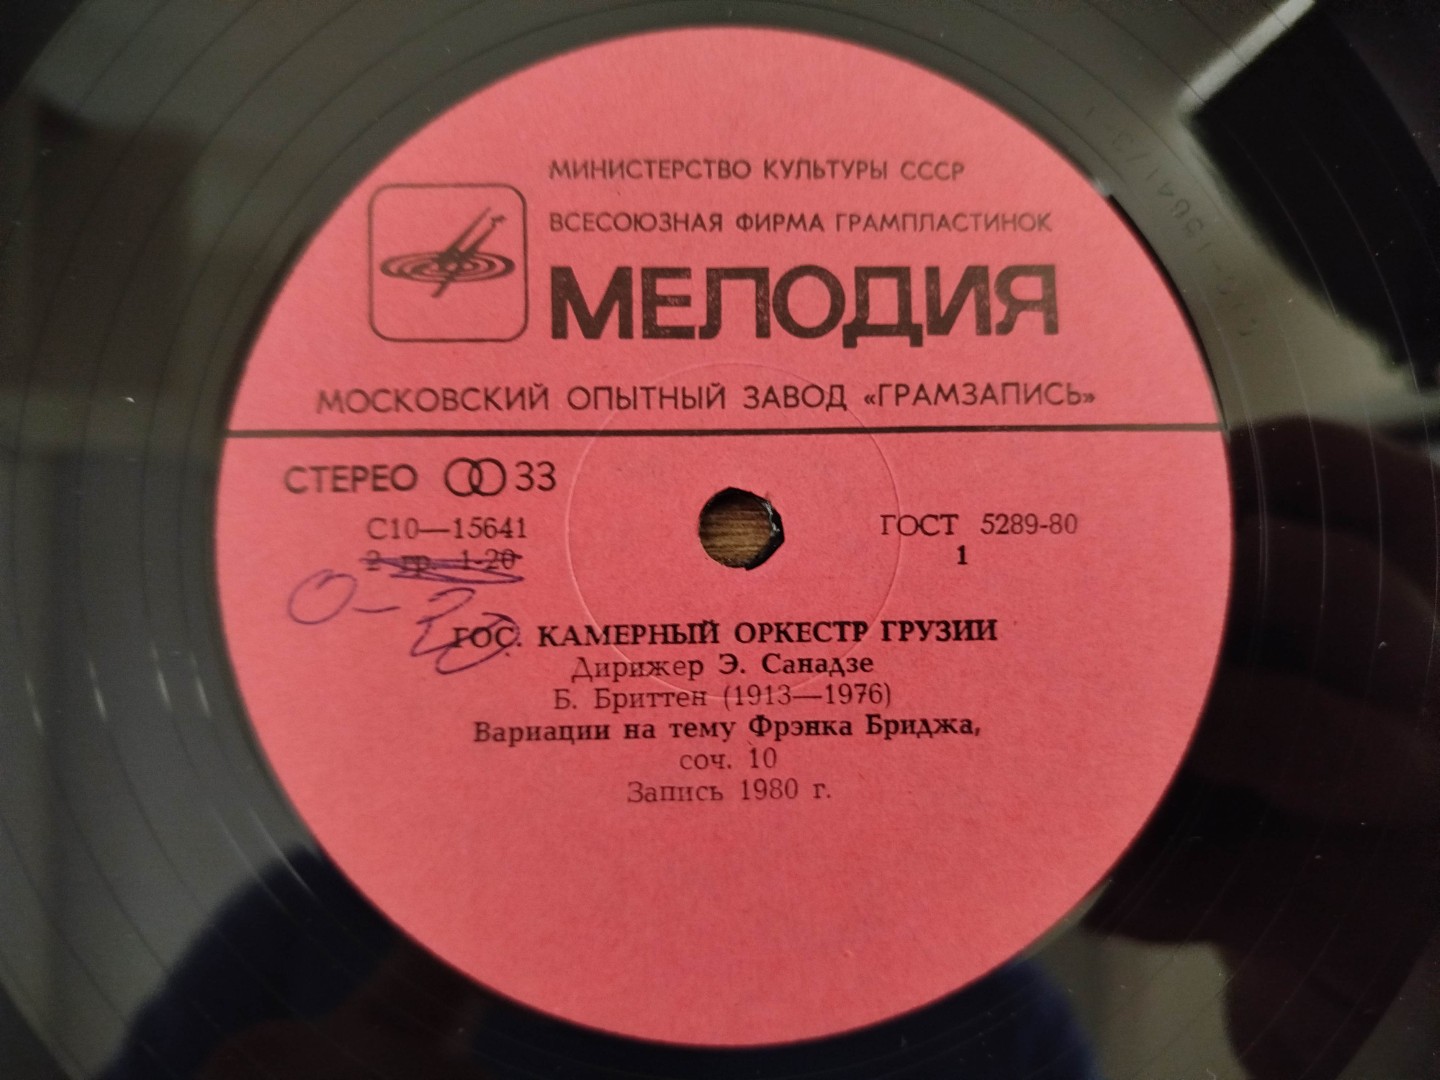 МИНИСТЕРСТВО КУЛЬТУРЫ СССР
ВСЕСОЮЗНАЯ ФИРМА ГРАМПЛАСТИНОК
МЕЛОДИЯ
МОСКОВСКИЙ ОПЫТНЫЙ ЗАВОД «ГРАМЗАПИСЬ»
СТЕРЕО 33
С10—15641
ГОСТ 5289-80
2 гр. 1-20
1
0-20
ГОС. КАМЕРНЫЙ ОРКЕСТР ГРУЗИИ
Дирижер Э. Санадзе
Б. Бриттен (1913—1976)
Вариации на тему Фрэнка Бриджа,
соч. 10
Запись 1980 г.